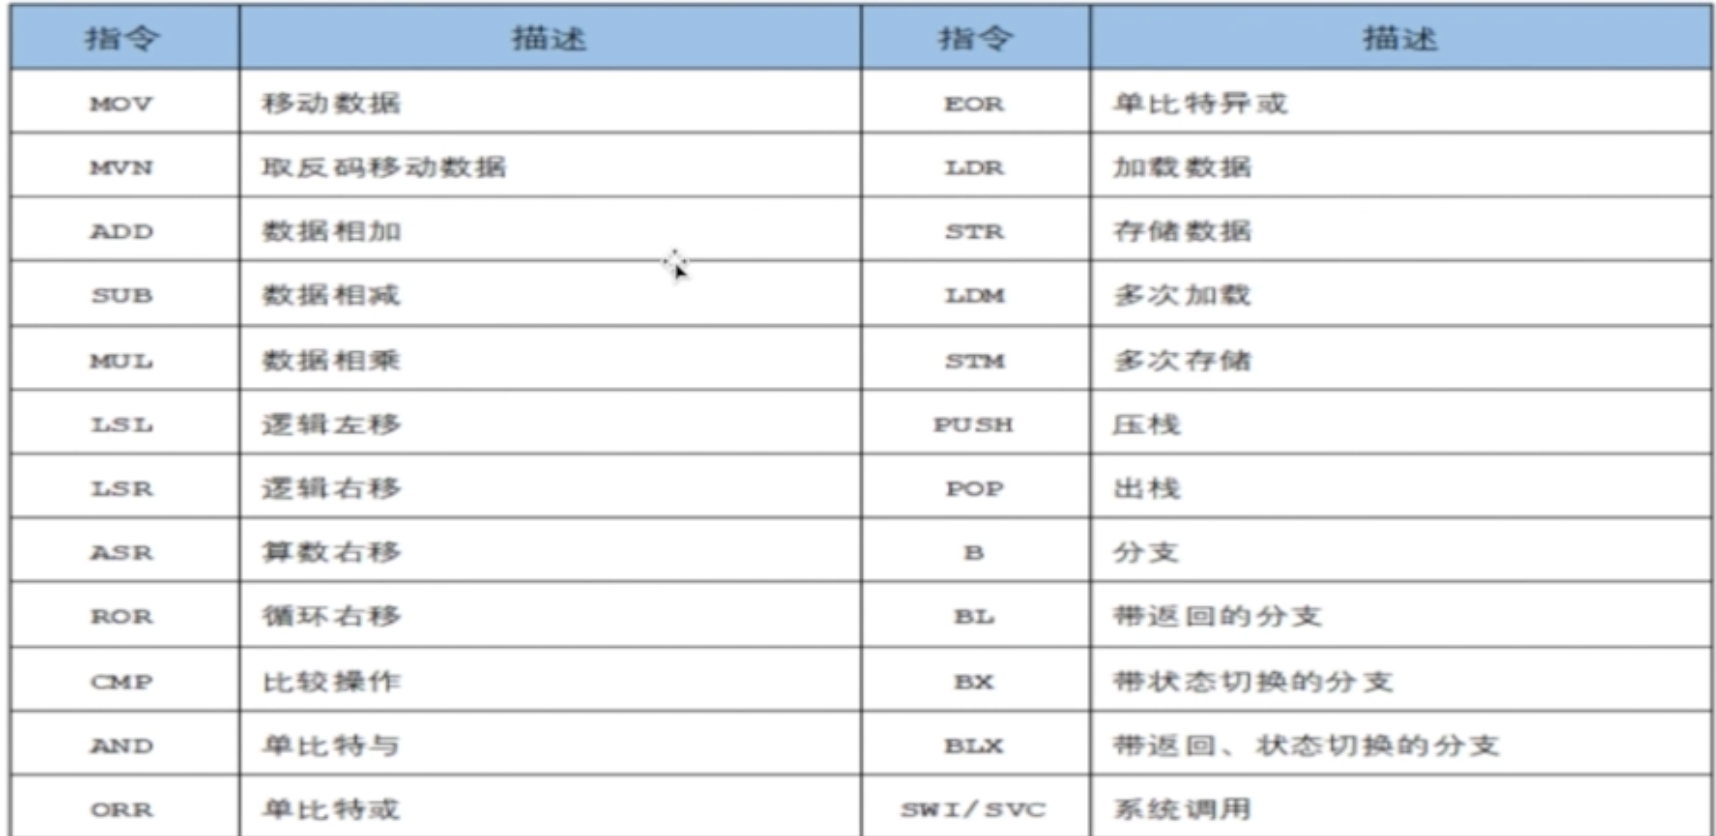 指令 描述 指令 描述
MOV 移动数据 EOR 单比特异或
MVN 取反码移动数据 LDR 加载数据
ADD 数据相加 STR 存储数据
SUB 数据相减 LDM 多次加载
MUL 数据相乘 STM 多次存储
LSL 逻辑左移 PUSH 压栈
LSR 逻辑右移 POP 出栈
ASR 算数右移 B 分支
ROR 循环右移 BL 带返回的分支
CMP 比较操作 BX 带状态切换的分支
AND 单比特与 BLX 带返回、状态切换的分支
ORR 单比特或 SWI/SVC 系统调用